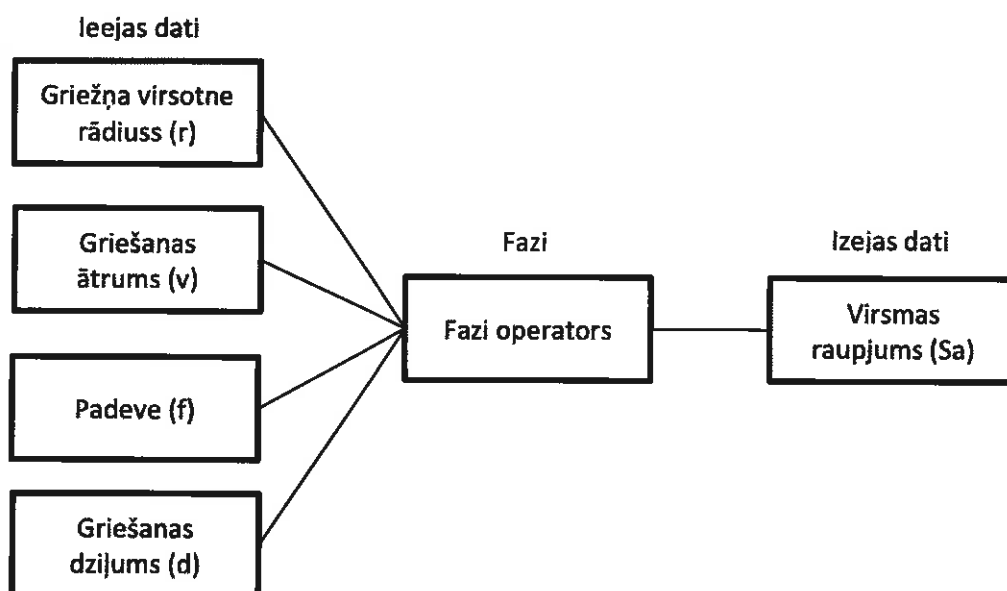 Ieejas dati
Griežņa virsotne
rādiuss (r)
Griešanas
ātrums (v)
Padeve (f)
Griešanas
dziļums (d)
Fazi
Fazi operators
Izejas dati
Virsmas
raupjums (Sa)